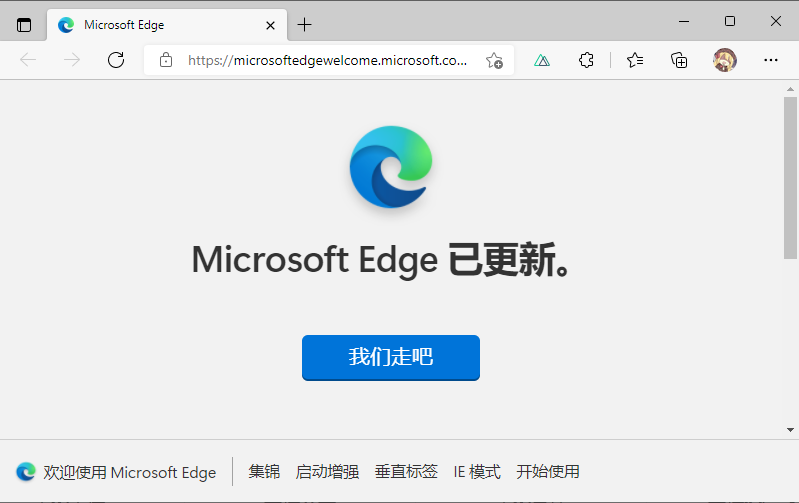 Microsoft Edge
https://microsoftedgewelcome.microsoft.co...
Microsoft Edge 已更新。
我们走吧
欢迎使用 Microsoft Edge 集锦 启动增强 垂直标签 IE 模式 开始使用